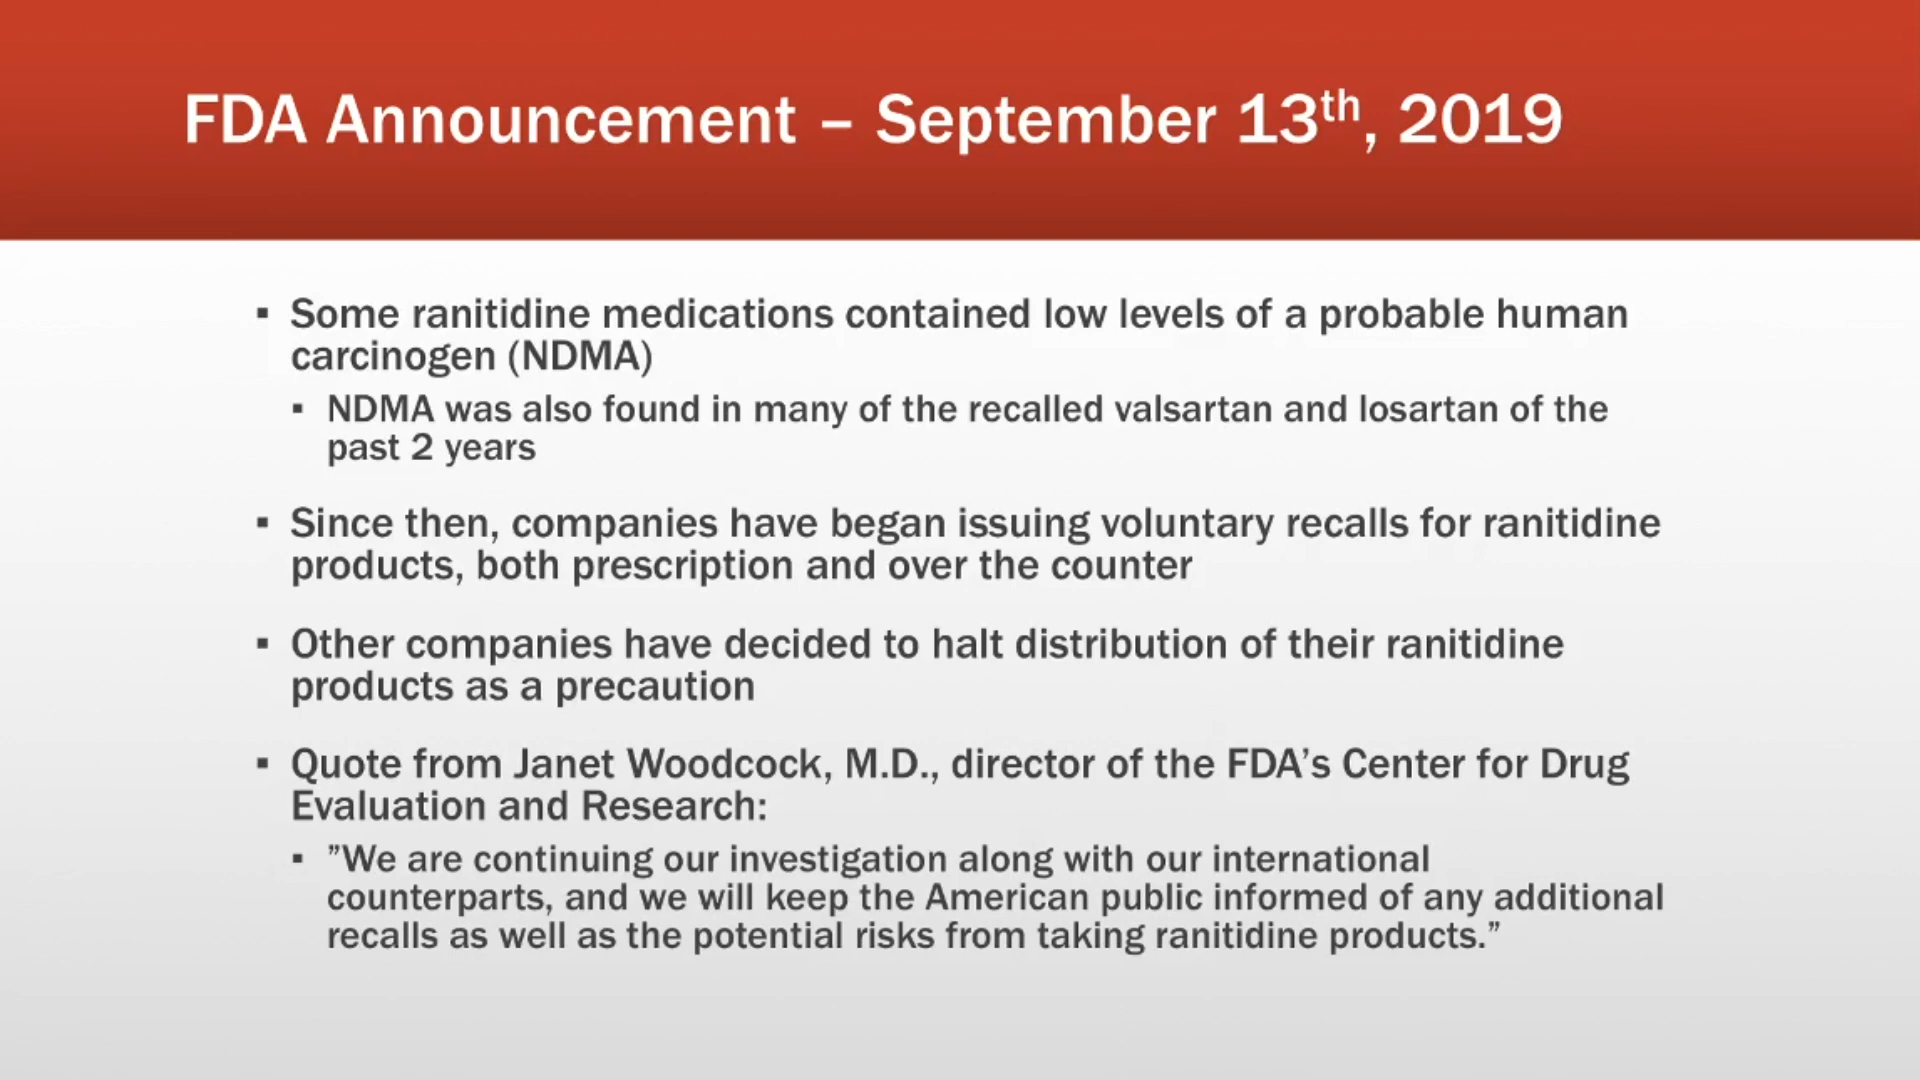 FDA Announcement – September 13th, 2019
▪ Some ranitidine medications contained low levels of a probable human
carcinogen (NDMA)
▪ NDMA was also found in many of the recalled valsartan and losartan of the
past 2 years
▪ Since then, companies have began issuing voluntary recalls for ranitidine
products, both prescription and over the counter
▪ Other companies have decided to halt distribution of their ranitidine
products as a precaution
▪ Quote from Janet Woodcock, M.D., director of the FDA’s Center for Drug
Evaluation and Research:
▪ ”We are continuing our investigation along with our international
counterparts, and we will keep the American public informed of any additional
recalls as well as the potential risks from taking ranitidine products.”